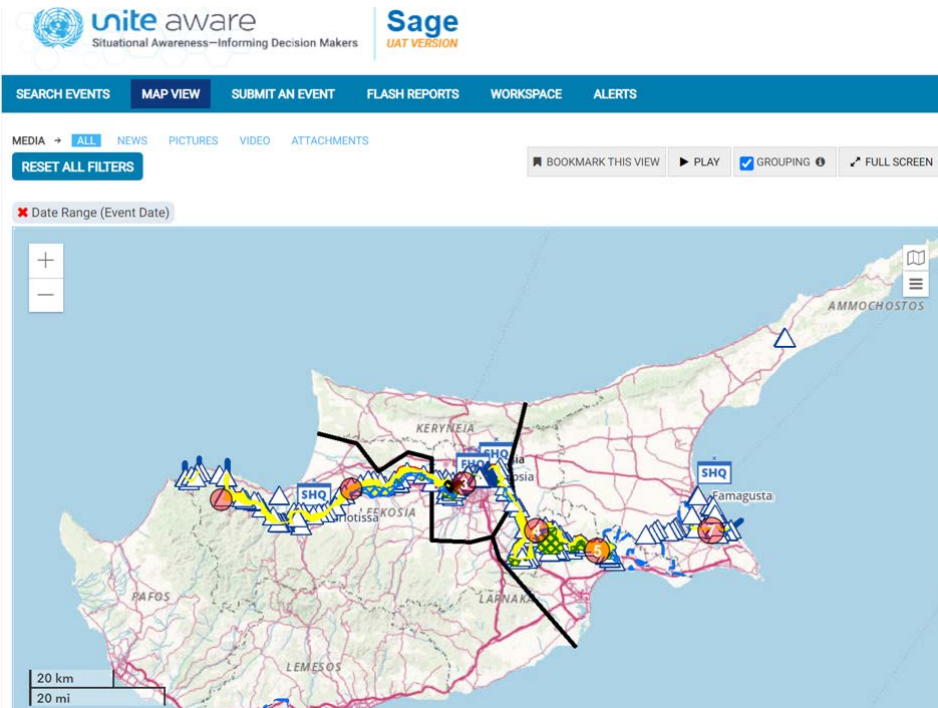 unite aware
Situational Awareness—Informing Decision Makers
Sage
UAT VERSION
SEARCH EVENTS MAP VIEW SUBMIT AN EVENT FLASH REPORTS WORKSPACE ALERTS
MEDIA → ALL NEWS PICTURES VIDEO ATTACHMENTS
RESET ALL FILTERS
BOOKMARK THIS VIEW PLAY GROUPING FULL SCREEN
Date Range (Event Date)
+
−
AMMOCHOSTOS
KERYNEIA
SHQ
SHQ
SHQ
Famagusta
3
LEFKOSIA
5
7
PAFOS
LARNAKA
LEMESOS
20 km
20 mi